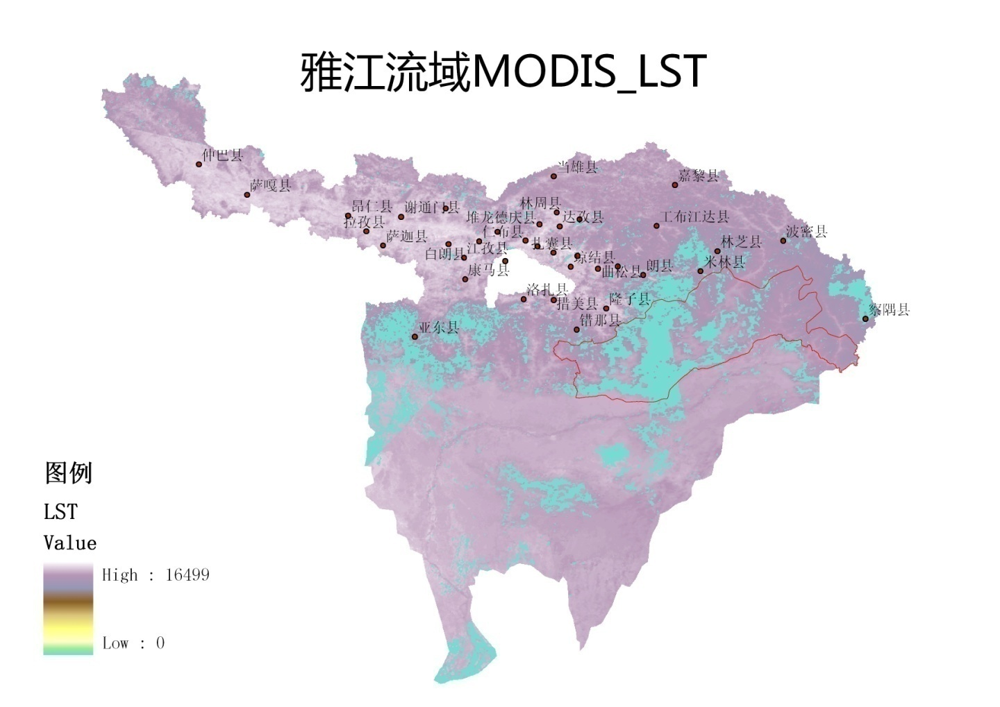 雅江流域MODIS_LST
仲巴县
萨嘎县
当雄县
嘉黎县
昂仁县
谢通门县
林周县
拉孜县
堆龙德庆县
达孜县
工布江达县
萨迦县
仁布县
扎囊县
林芝县
波密县
白朗县
江孜县
琼结县
曲松县
朗县
米林县
康马县
洛扎县
措美县
隆子县
错那县
察隅县
亚东县
图例
LST
Value
High : 16499
Low : 0